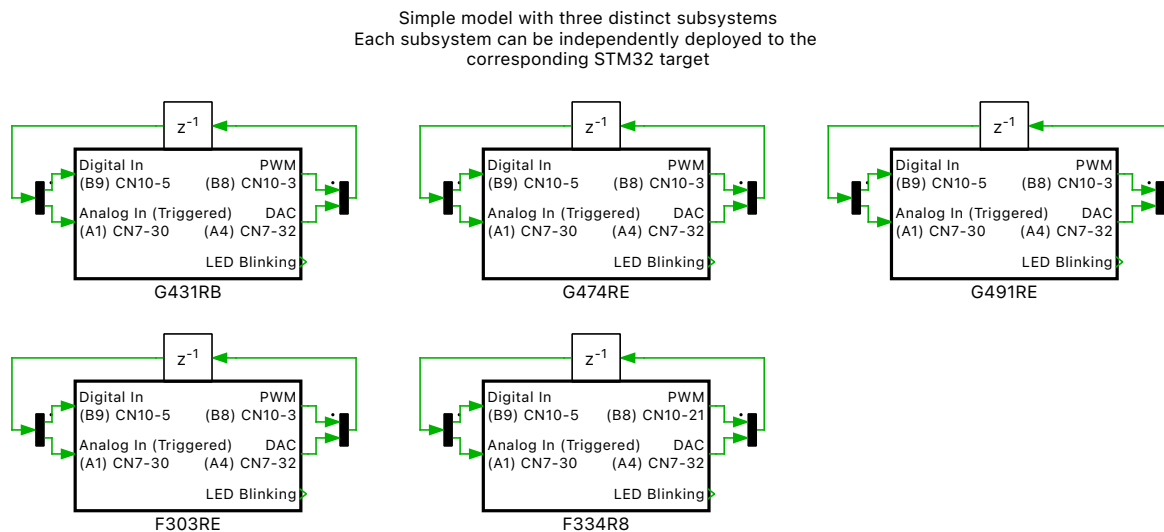 Simple model with three distinct subsystems
Each subsystem can be independently deployed to the
corresponding STM32 target
z-1
Digital In PWM
(B9) CN10-5 (B8) CN10-3
Analog In (Triggered) DAC
(A1) CN7-30 (A4) CN7-32
LED Blinking
G431RB
z-1
Digital In PWM
(B9) CN10-5 (B8) CN10-3
Analog In (Triggered) DAC
(A1) CN7-30 (A4) CN7-32
LED Blinking
G474RE
z-1
Digital In PWM
(B9) CN10-5 (B8) CN10-3
Analog In (Triggered) DAC
(A1) CN7-30 (A4) CN7-32
LED Blinking
G491RE
z-1
Digital In PWM
(B9) CN10-5 (B8) CN10-3
Analog In (Triggered) DAC
(A1) CN7-30 (A4) CN7-32
LED Blinking
F303RE
z-1
Digital In PWM
(B9) CN10-5 (B8) CN10-21
Analog In (Triggered) DAC
(A1) CN7-30 (A4) CN7-32
LED Blinking
F334R8